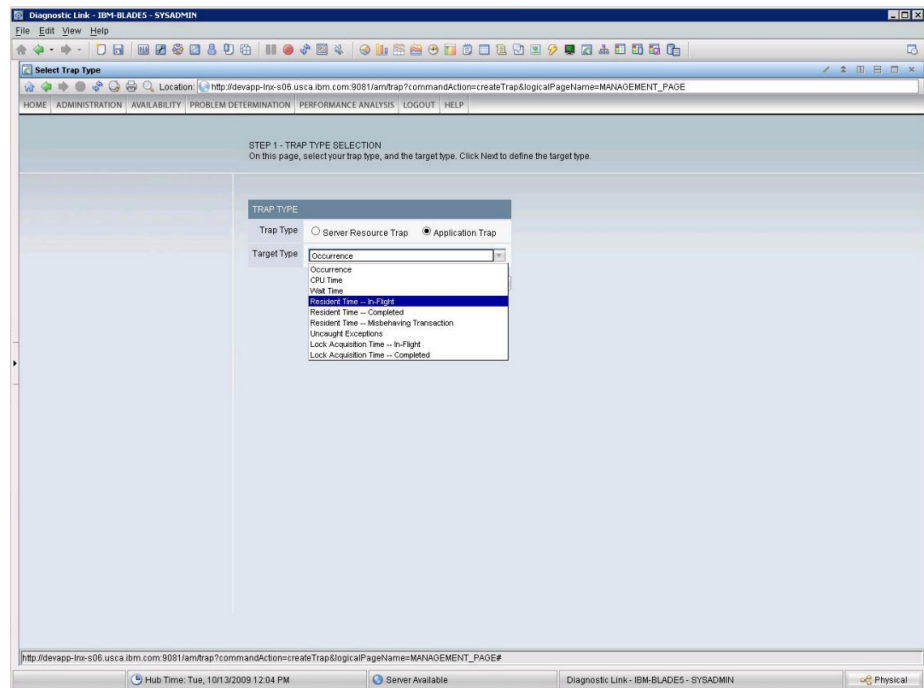 Diagnostic Link - IBM-BLADE5 - SYSADMIN
File Edit View Help
Select Trap Type
Location: http://devapp-lnx-s06.usca.ibm.com:9081/am/trap?commandAction=createTrap&logicalPageName=MANAGEMENT_PAGE
HOME ADMINISTRATION AVAILABILITY PROBLEM DETERMINATION PERFORMANCE ANALYSIS LOGOUT HELP
STEP 1 - TRAP TYPE SELECTION
On this page, select your trap type, and the target type. Click Next to define the target type.
TRAP TYPE
Trap Type Server Resource Trap Application Trap
Target Type Occurrence
Occurrence
CPU Time
Wait Time
Resident Time -- In-Flight
Resident Time -- Completed
Resident Time -- Misbehaving Transaction
Uncaught Exceptions
Lock Acquisition Time -- In-Flight
Lock Acquisition Time -- Completed
http://devapp-lnx-s06.usca.ibm.com:9081/am/trap?commandAction=createTrap&logicalPageName=MANAGEMENT_PAGE#
Hub Time: Tue, 10/13/2009 12:04 PM Server Available Diagnostic Link - IBM-BLADE5 - SYSADMIN Physical